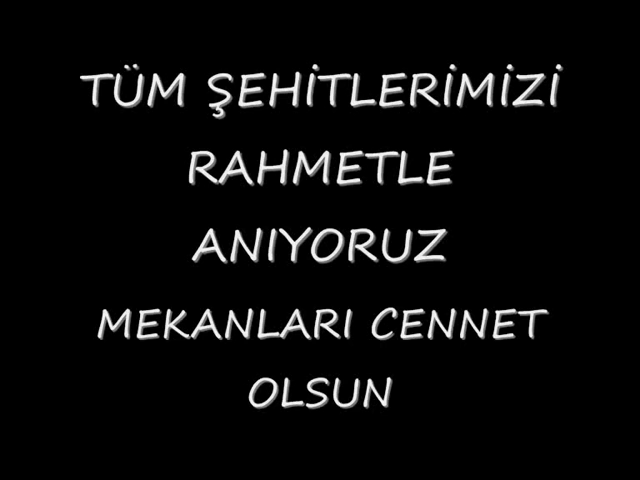 TÜM ŞEHİTLERİMİZİ
RAHMETLE
ANIYORUZ
MEKANLARI CENNET
OLSUN